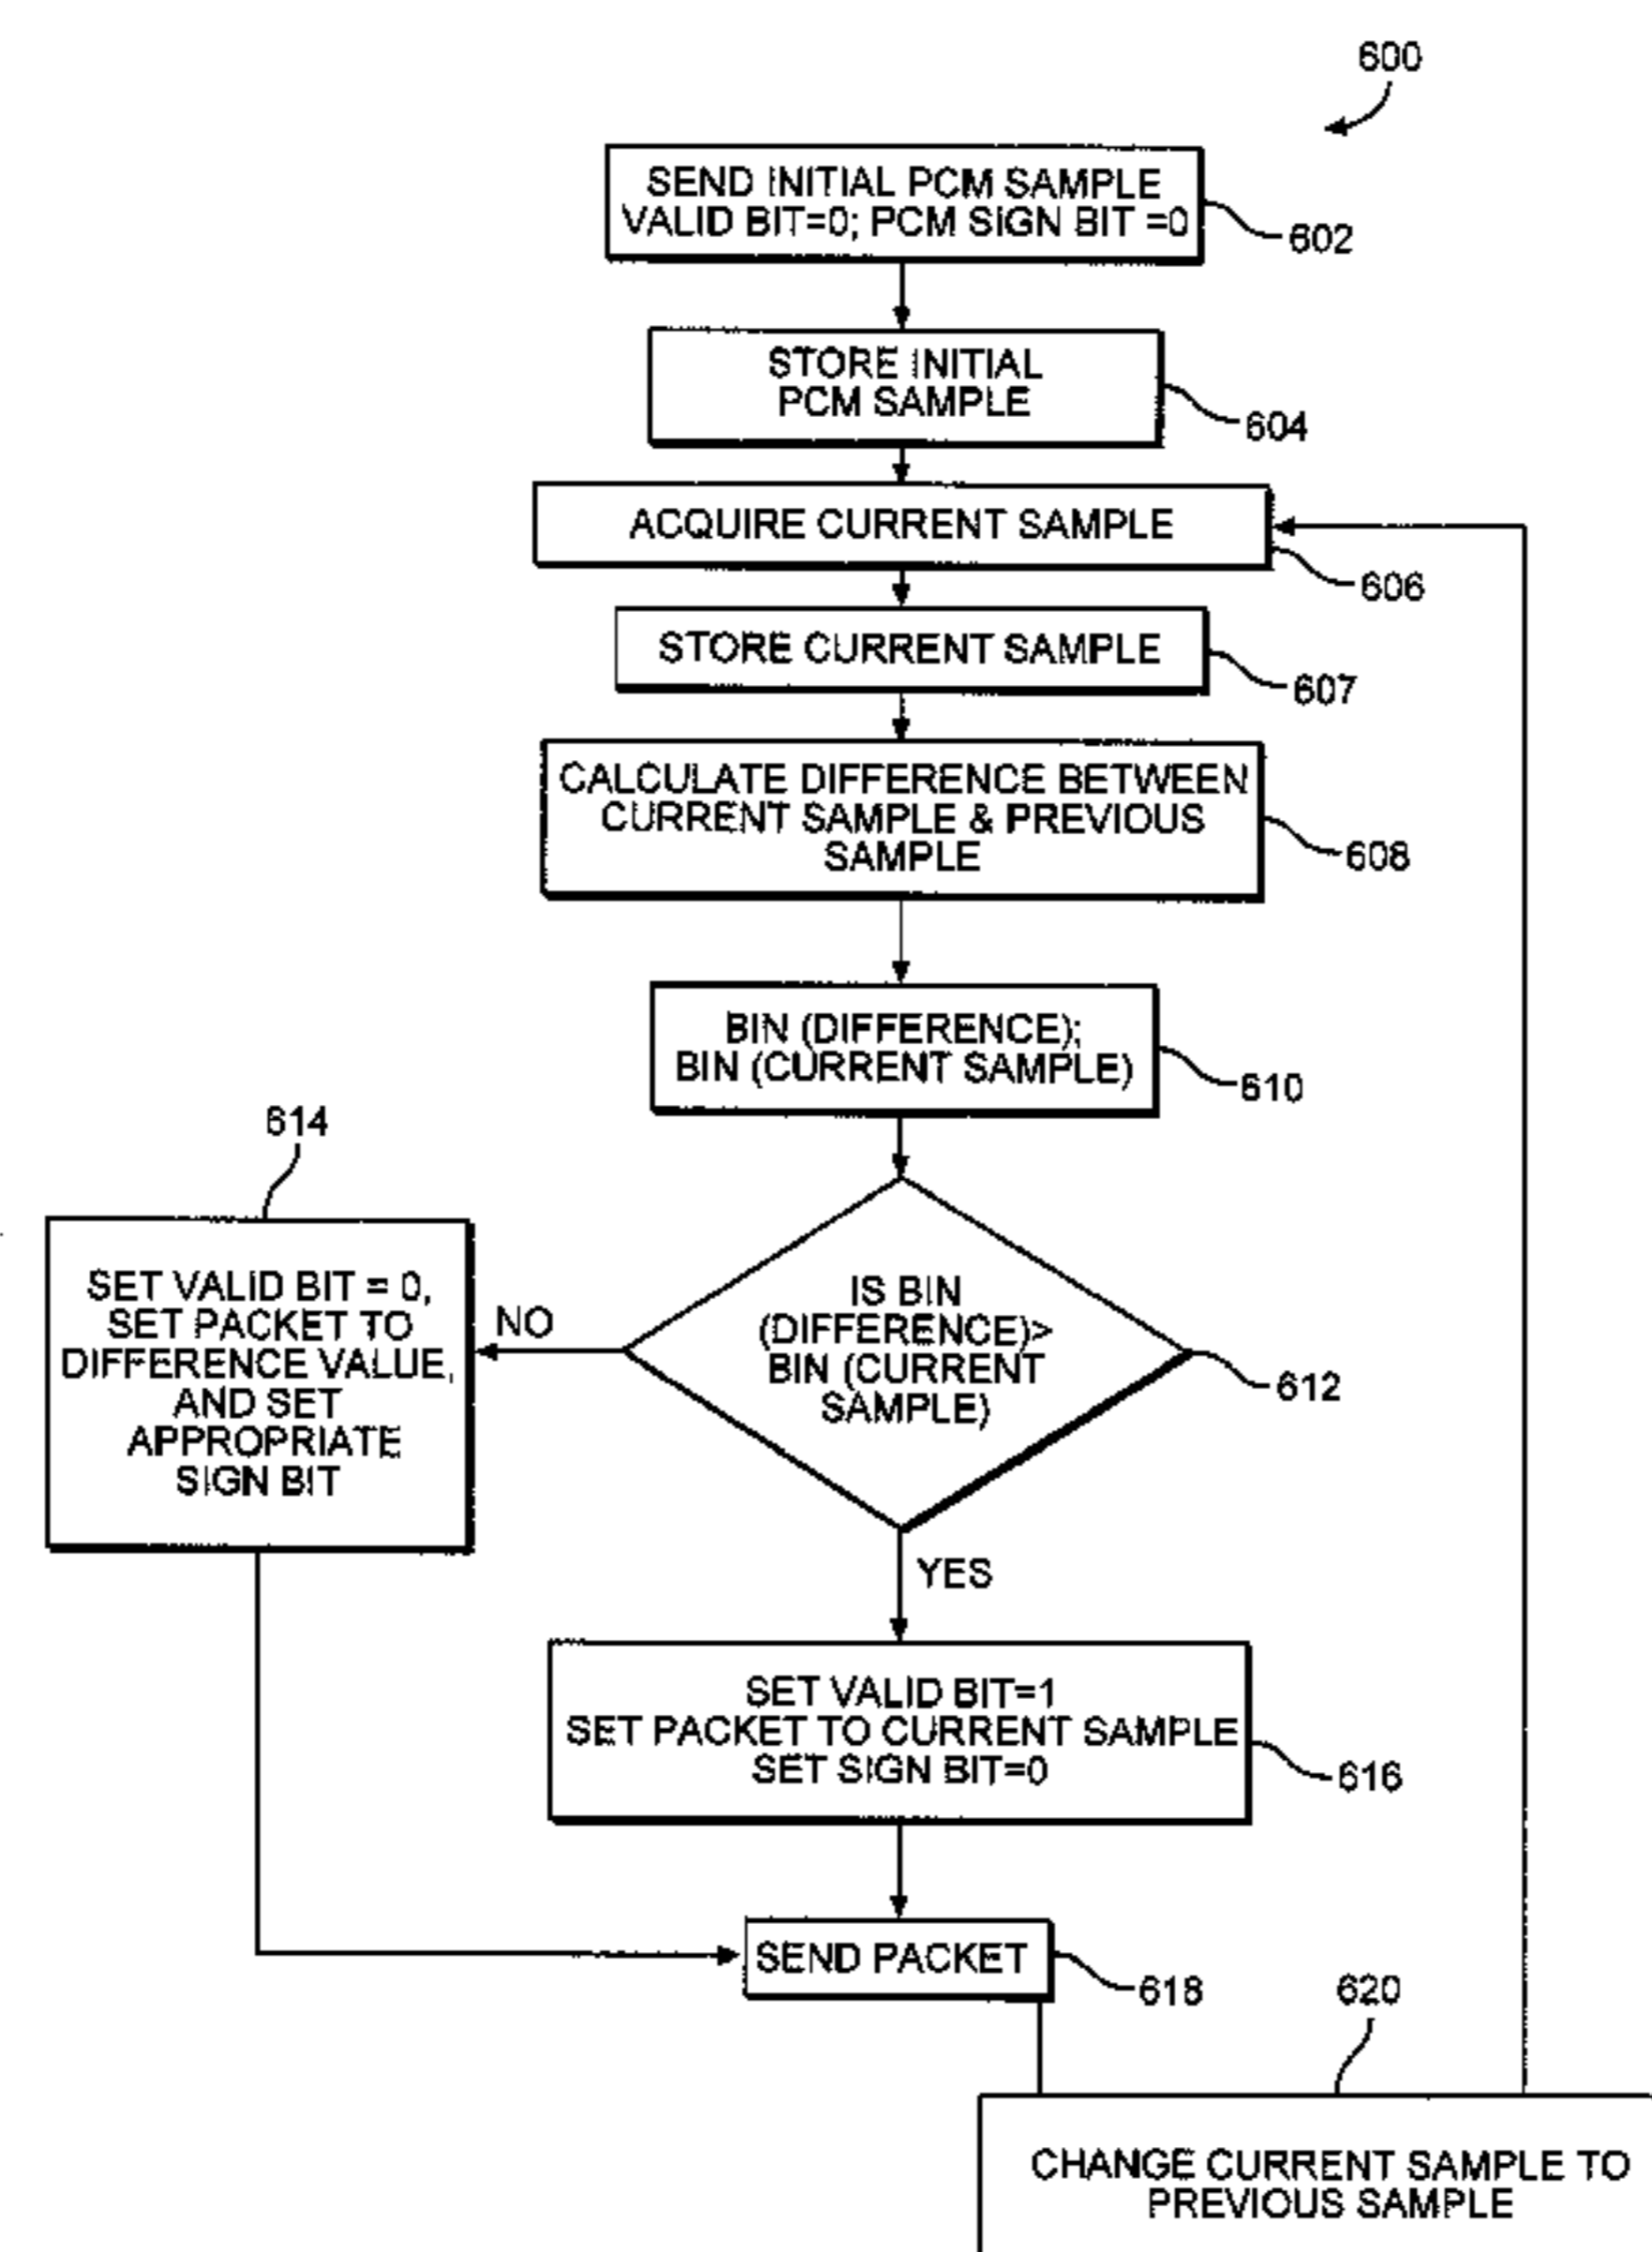 600
SEND INITIAL PCM SAMPLE
VALID BIT=0; PCM SIGN BIT =0
602
STORE INITIAL
PCM SAMPLE
604
ACQUIRE CURRENT SAMPLE
606
STORE CURRENT SAMPLE
607
CALCULATE DIFFERENCE BETWEEN
CURRENT SAMPLE & PREVIOUS
SAMPLE
608
BIN (DIFFERENCE);
BIN (CURRENT SAMPLE)
610
614
SET VALID BIT = 0,
SET PACKET TO
DIFFERENCE VALUE,
AND SET
APPROPRIATE
SIGN BIT
NO
IS BIN
(DIFFERENCE)>
BIN (CURRENT
SAMPLE)
612
YES
SET VALID BIT=1
SET PACKET TO CURRENT SAMPLE
SET SIGN BIT=0
616
SEND PACKET
618
620
CHANGE CURRENT SAMPLE TO
PREVIOUS SAMPLE